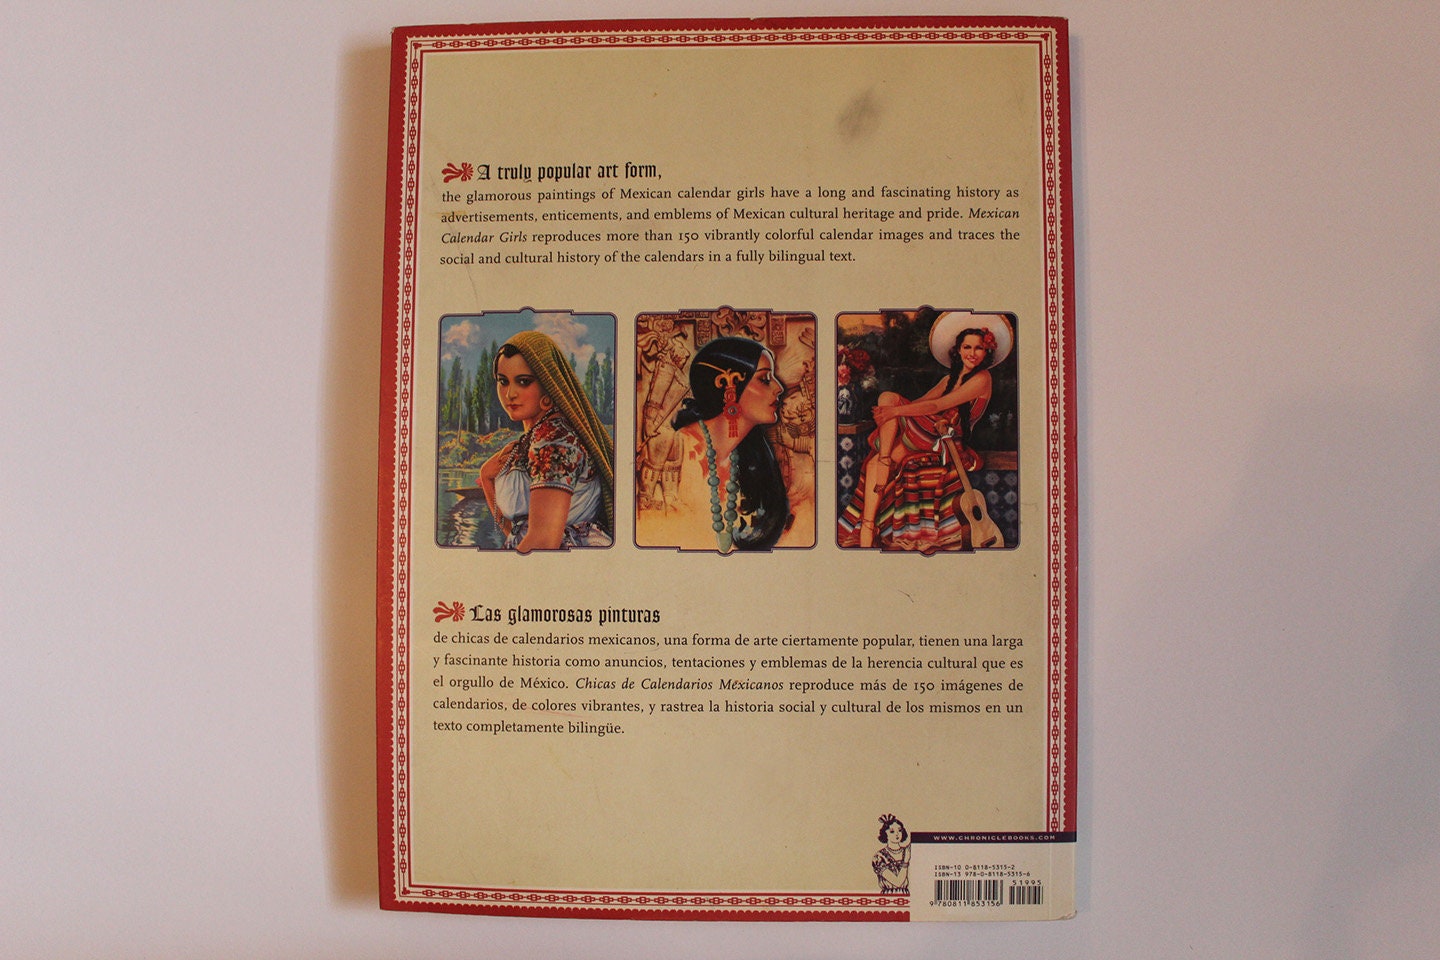 A truly popular art form,
the glamorous paintings of Mexican calendar girls have a long and fascinating history as
advertisements, enticements, and emblems of Mexican cultural heritage and pride. Mexican
Calendar Girls reproduces more than 150 vibrantly colorful calendar images and traces the
social and cultural history of the calendars in a fully bilingual text.
Las glamorosas pinturas
de chicas de calendarios mexicanos, una forma de arte ciertamente popular, tienen una larga
y fascinante historia como anuncios, tentaciones y emblemas de la herencia cultural que es
el orgullo de México. Chicas de Calendarios Mexicanos reproduce más de 150 imágenes de
calendarios, de colores vibrantes, y rastrea la historia social y cultural de los mismos en un
texto completamente bilingüe.
WWW.CHRONICLEBOOKS.COM
ISBN-10 0-8118-5315-2
ISBN-13 978-0-8118-5315-6
51995
9 780811 853156